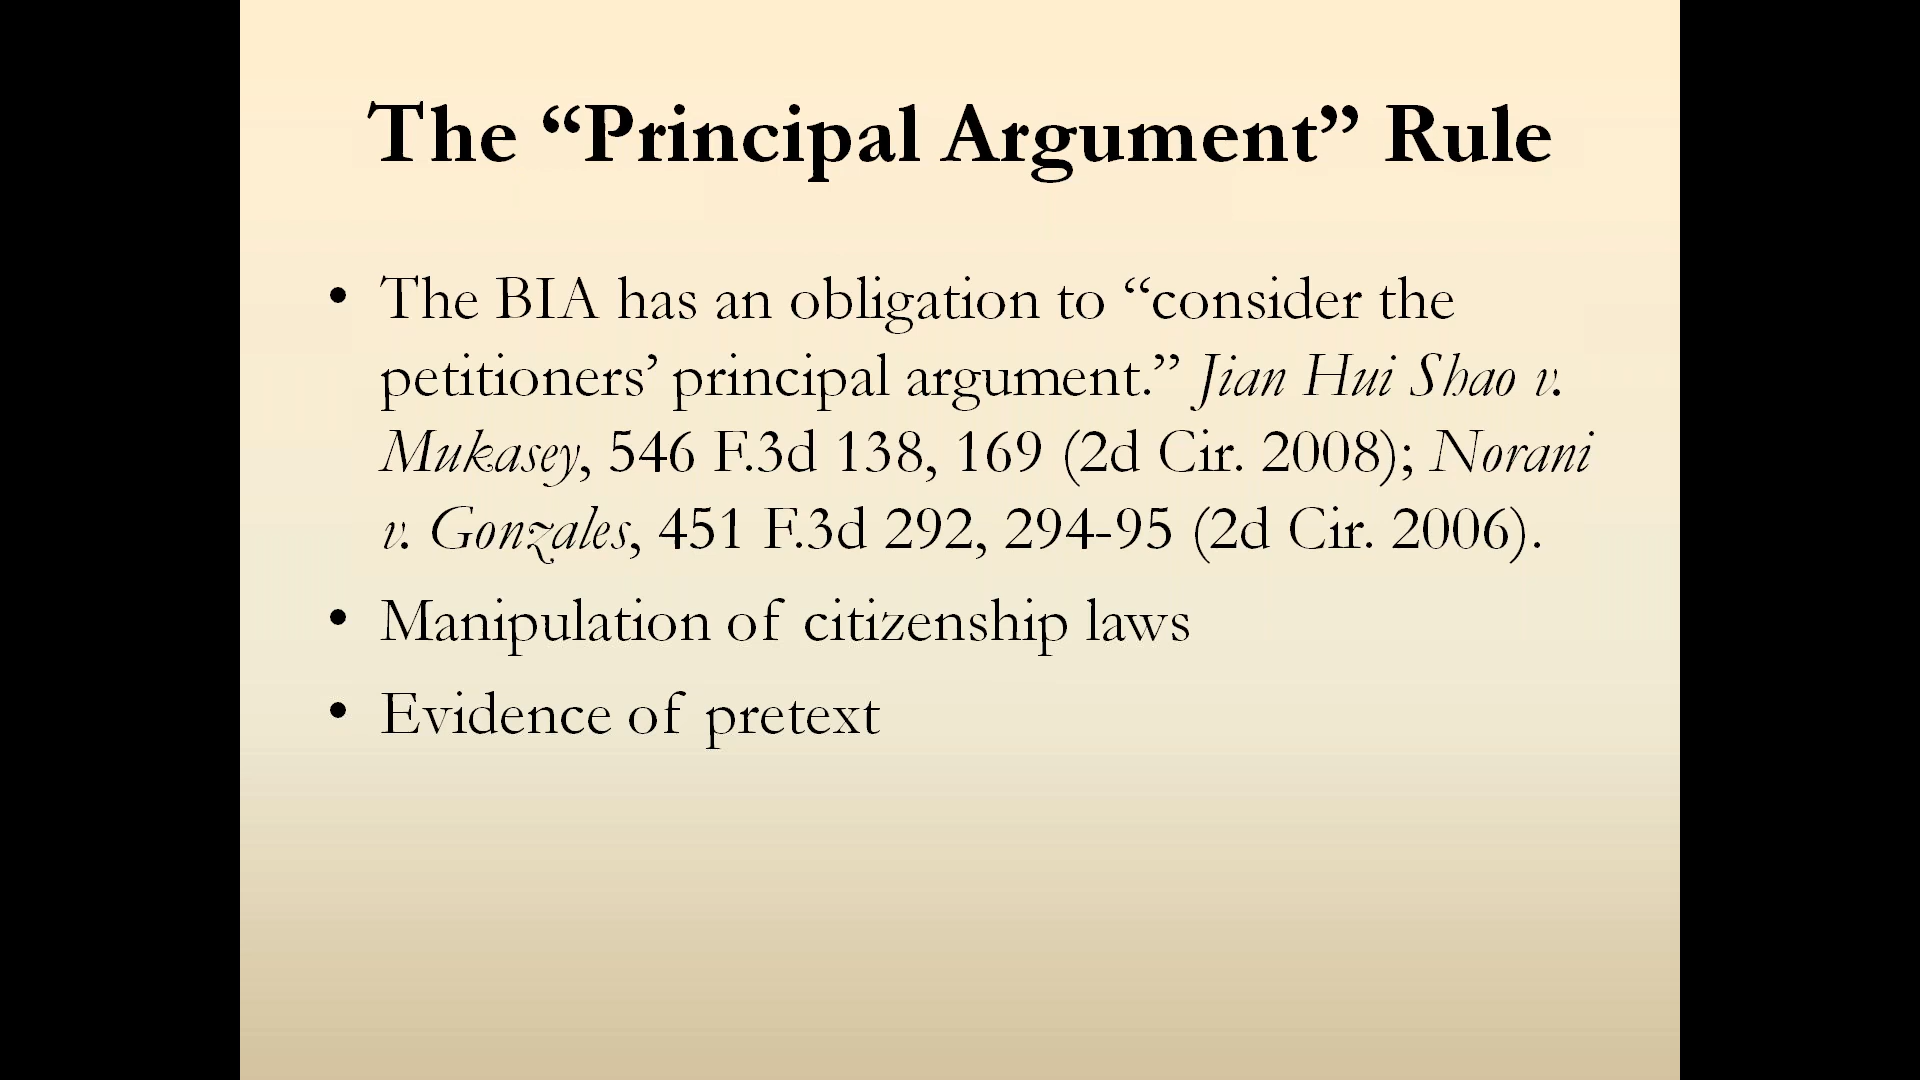 The “Principal Argument” Rule
• The BIA has an obligation to “consider the
petitioners’ principal argument.” Jian Hui Shao v.
Mukasey, 546 F.3d 138, 169 (2d Cir. 2008); Norani
v. Gonzales, 451 F.3d 292, 294-95 (2d Cir. 2006).
• Manipulation of citizenship laws
• Evidence of pretext